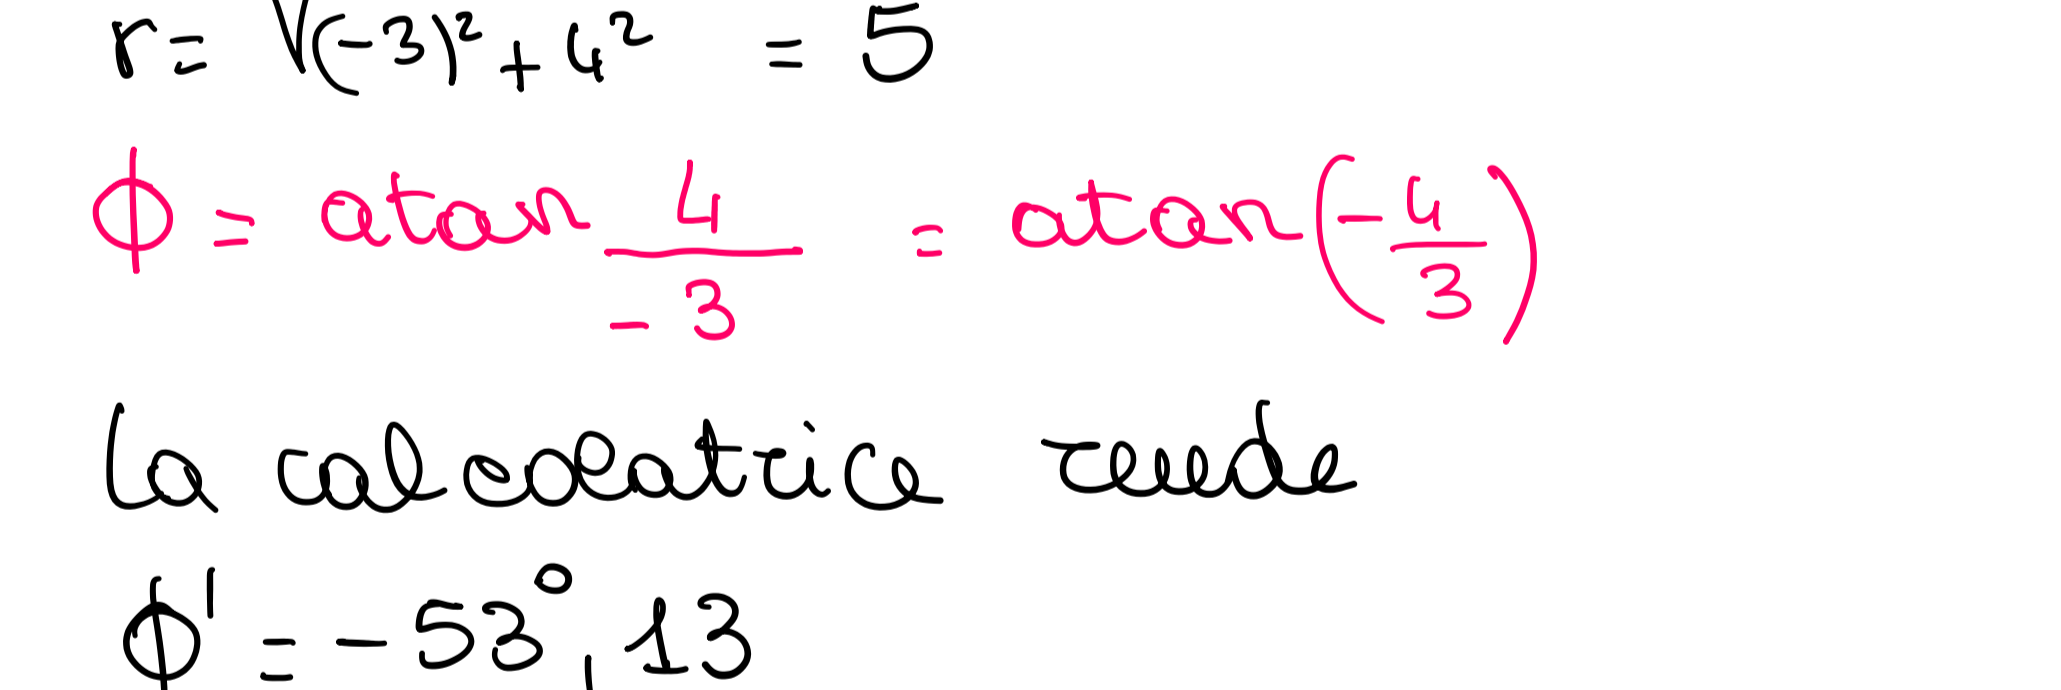 r = √(-3)² + 4² = 5
ϕ = atan 4/-3 = atan(-4/3)
La calcolatrice rende
ϕ' = -53°,13